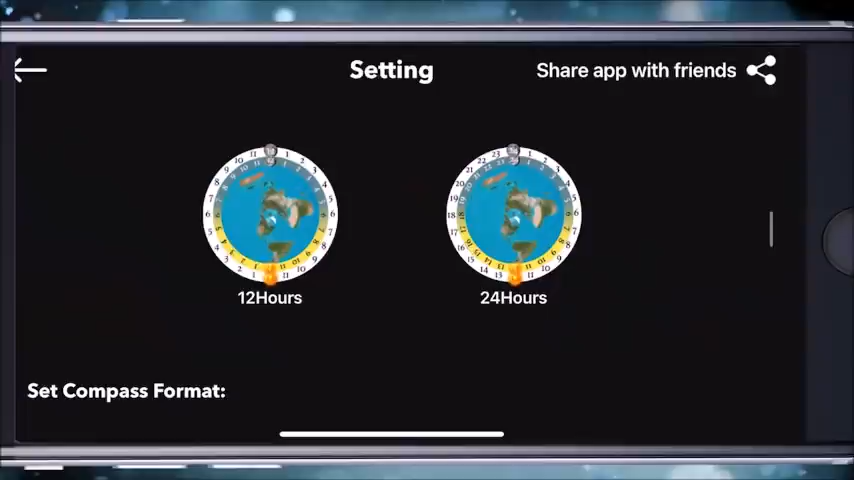 Setting
Share app with friends
12Hours
24Hours
Set Compass Format: